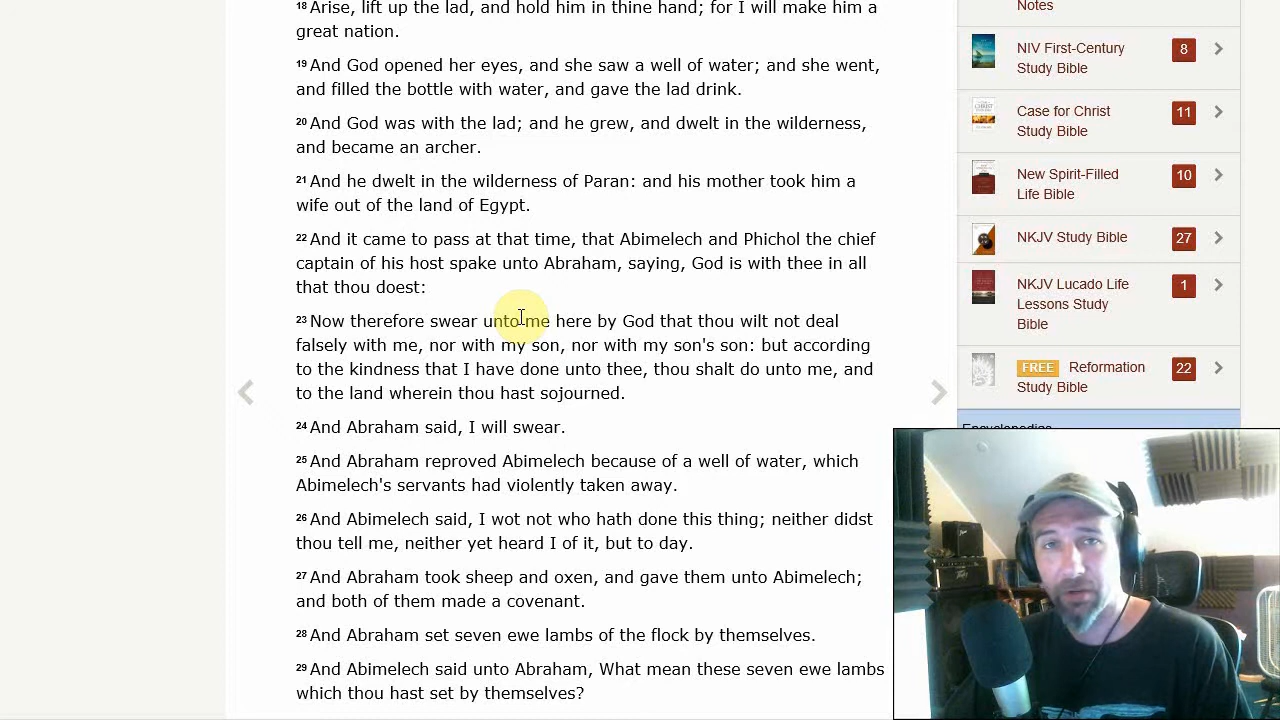 18 Arise, lift up the lad, and hold him in thine hand; for I will make him a
great nation.
19 And God opened her eyes, and she saw a well of water; and she went,
and filled the bottle with water, and gave the lad drink.
20 And God was with the lad; and he grew, and dwelt in the wilderness,
and became an archer.
21 And he dwelt in the wilderness of Paran: and his mother took him a
wife out of the land of Egypt.
22 And it came to pass at that time, that Abimelech and Phichol the chief
captain of his host spake unto Abraham, saying, God is with thee in all
that thou doest:
23 Now therefore swear unto me here by God that thou wilt not deal
falsely with me, nor with my son, nor with my son's son: but according
to the kindness that I have done unto thee, thou shalt do unto me, and
to the land wherein thou hast sojourned.
24 And Abraham said, I will swear.
25 And Abraham reproved Abimelech because of a well of water, which
Abimelech's servants had violently taken away.
26 And Abimelech said, I wot not who hath done this thing; neither didst
thou tell me, neither yet heard I of it, but to day.
27 And Abraham took sheep and oxen, and gave them unto Abimelech;
and both of them made a covenant.
28 And Abraham set seven ewe lambs of the flock by themselves.
29 And Abimelech said unto Abraham, What mean these seven ewe lambs
which thou hast set by themselves?
Notes
NIV First-Century 8
Study Bible
Case for Christ 11
Study Bible
New Spirit-Filled 10
Life Bible
NKJV Study Bible 27
NKJV Lucado Life 1
Lessons Study
Bible
FREE Reformation 22
Study Bible
Encyclopedias